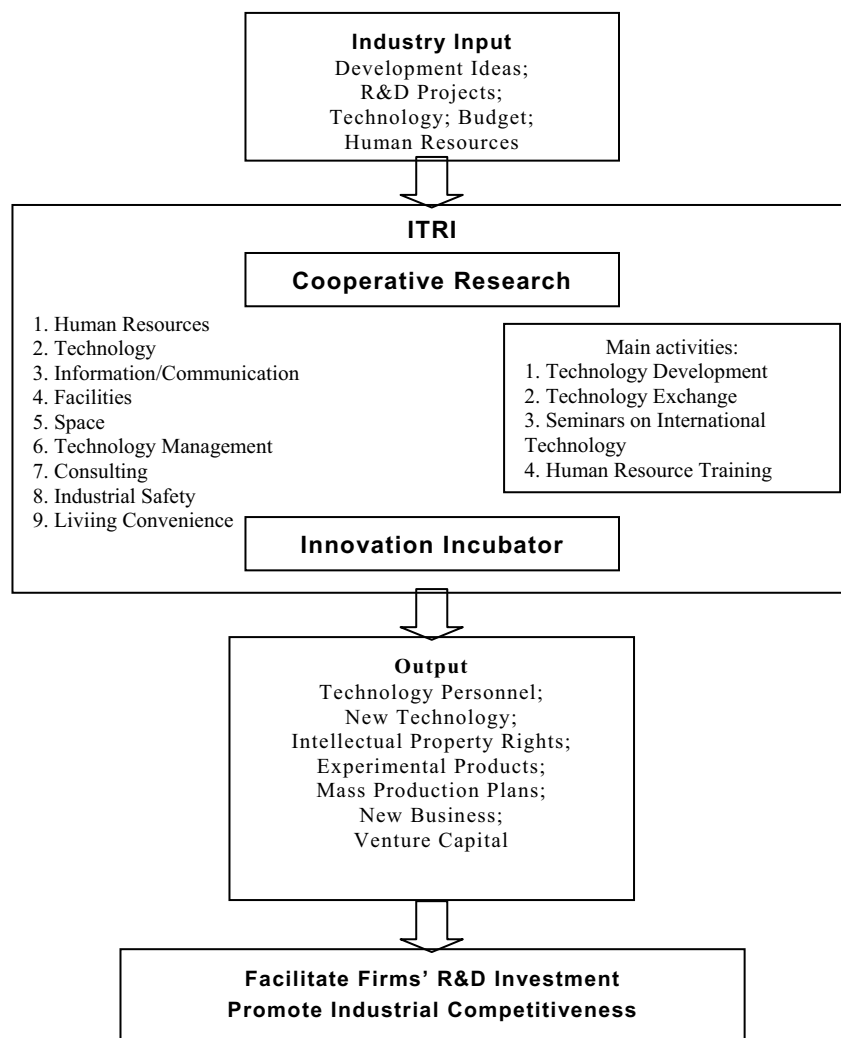 Industry Input
Development Ideas;
R&D Projects;
Technology; Budget;
Human Resources
ITRI
Cooperative Research
1. Human Resources
2. Technology
3. Information/Communication
4. Facilities
5. Space
6. Technology Management
7. Consulting
8. Industrial Safety
9. Liviing Convenience
Main activities:
1. Technology Development
2. Technology Exchange
3. Seminars on International
Technology
4. Human Resource Training
Innovation Incubator
Output
Technology Personnel;
New Technology;
Intellectual Property Rights;
Experimental Products;
Mass Production Plans;
New Business;
Venture Capital
Facilitate Firms’ R&D Investment
Promote Industrial Competitiveness